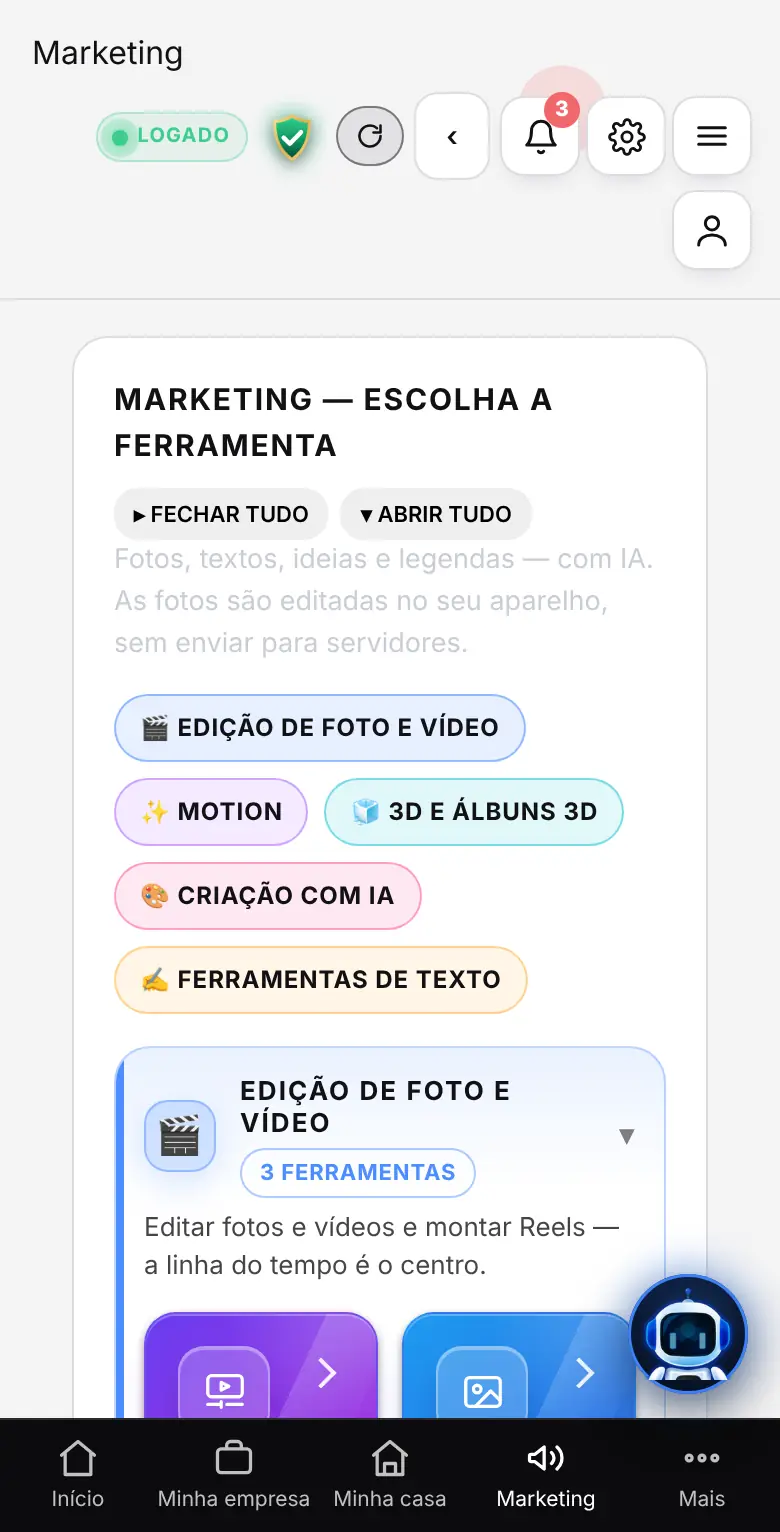 Marketing
LOGADO
3
MARKETING — ESCOLHA A
FERRAMENTA
▸ FECHAR TUDO
▾ ABRIR TUDO
Fotos, textos, ideias e legendas — com IA.
As fotos são editadas no seu aparelho,
sem enviar para servidores.
🎬 EDIÇÃO DE FOTO E VÍDEO
✨ MOTION
🧊 3D E ÁLBUNS 3D
🎨 CRIAÇÃO COM IA
✍️ FERRAMENTAS DE TEXTO
EDIÇÃO DE FOTO E
VÍDEO
3 FERRAMENTAS
Editar fotos e vídeos e montar Reels —
a linha do tempo é o centro.
Início
Minha empresa
Minha casa
Marketing
Mais